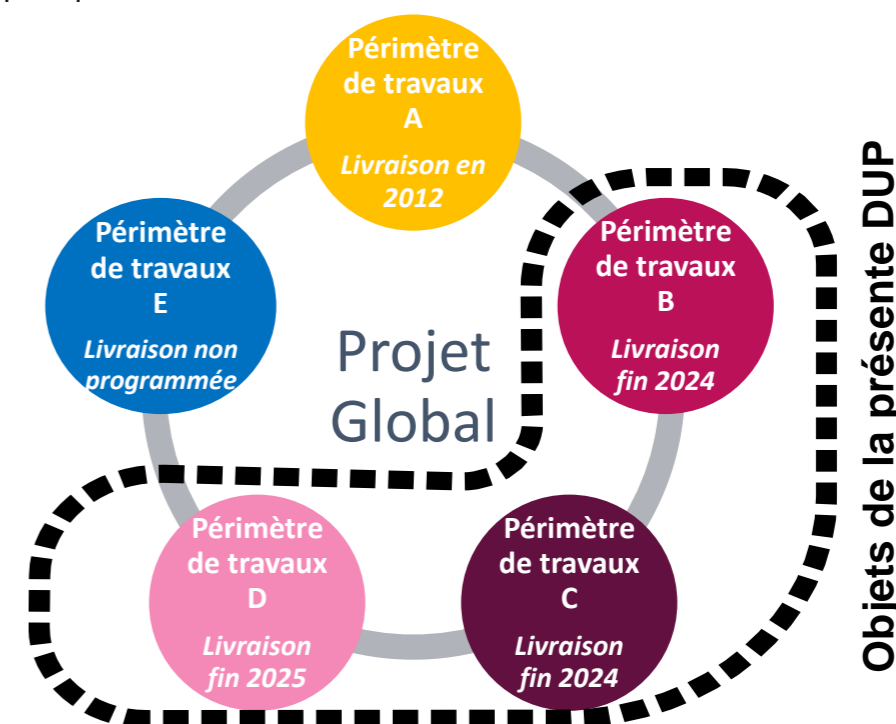 Périmètre
de travaux
A
Livraison en
2012
Périmètre
de travaux
B
Livraison
fin 2024
Périmètre
de travaux
C
Livraison
fin 2024
Périmètre
de travaux
D
Livraison
fin 2025
Périmètre
de travaux
E
Livraison non
programmée
Projet
Global
Objets de la présente DUP